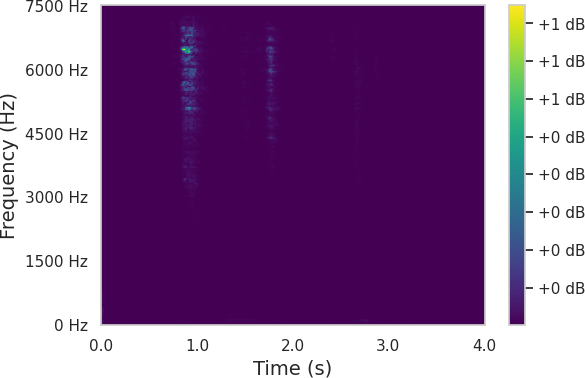 7500 Hz
6000 Hz
4500 Hz
3000 Hz
1500 Hz
0 Hz
Frequency (Hz)
0.0 1.0 2.0 3.0 4.0
Time (s)
+1 dB
+1 dB
+1 dB
+0 dB
+0 dB
+0 dB
+0 dB
+0 dB